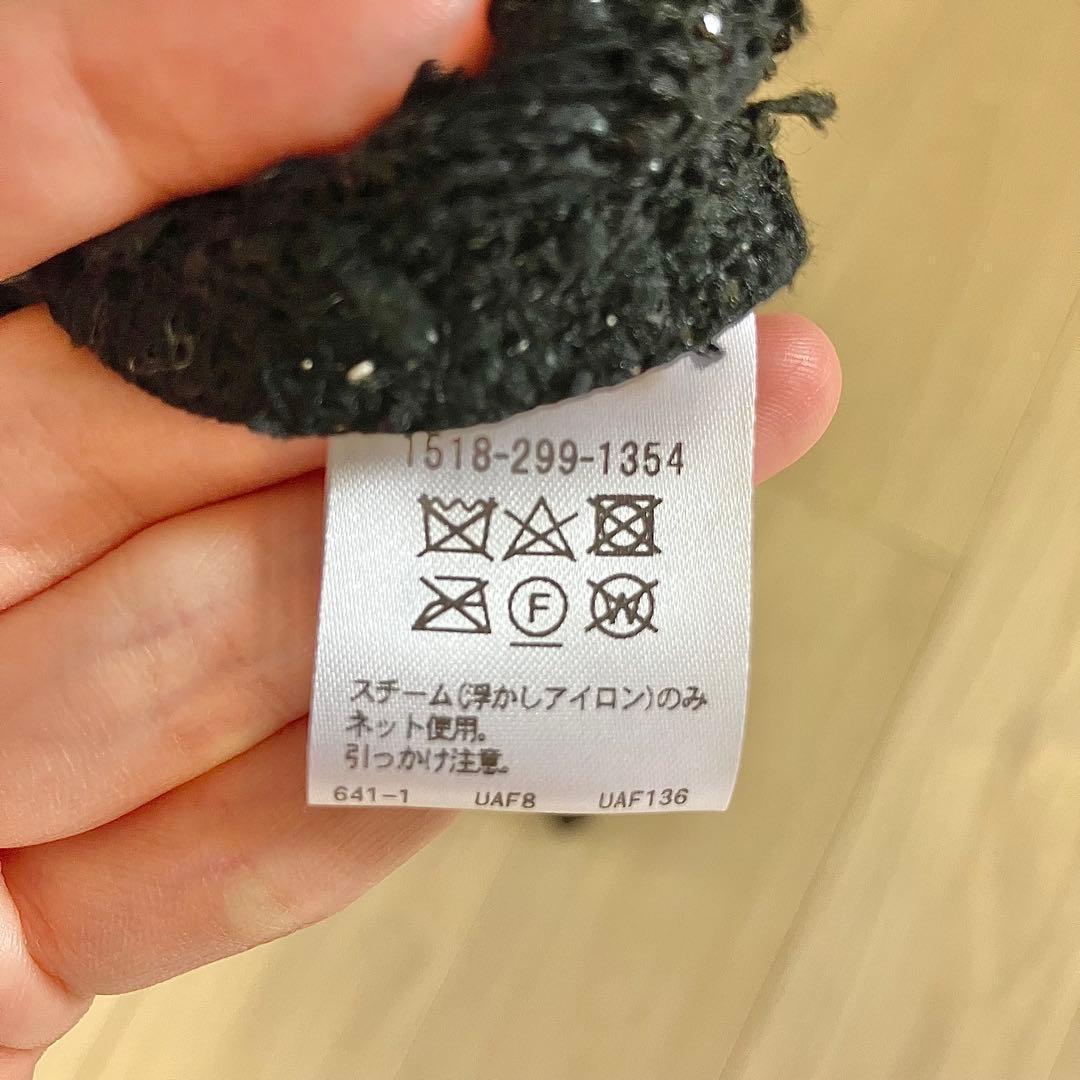 1518-299-1354
F
W
スチーム(浮かしアイロン)のみ
ネット使用。
引っかけ注意。
641-1 UAF8 UAF136